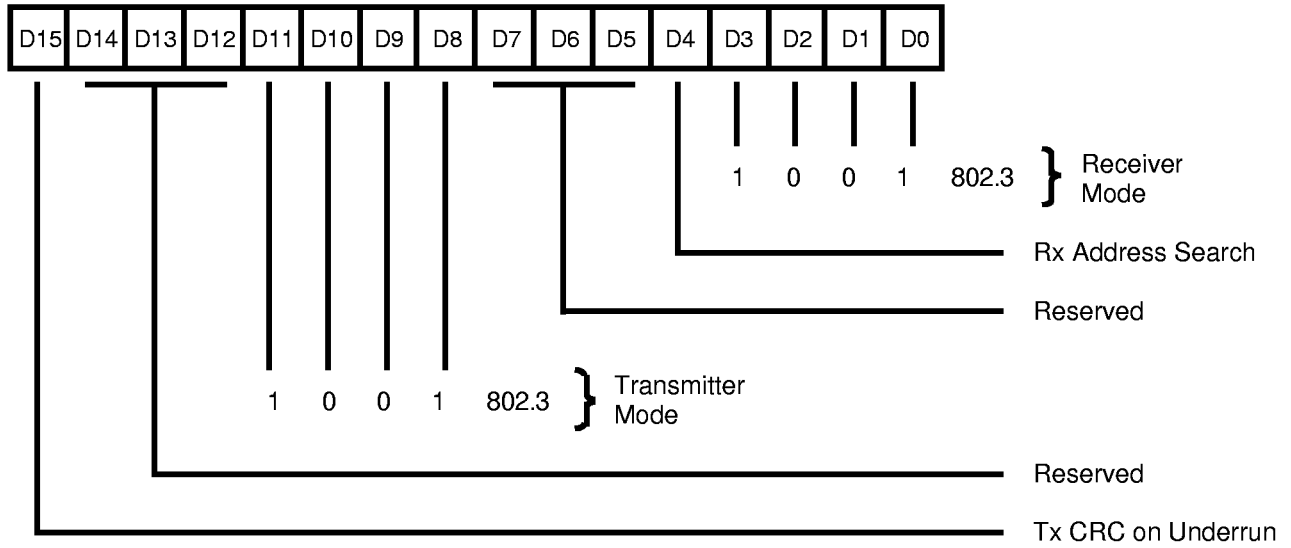 D15 D14 D13 D12 D11 D10 D9 D8 D7 D6 D5 D4 D3 D2 D1 D0
1 0 0 1 802.3 } Receiver
Mode
Rx Address Search
Reserved
1 0 0 1 802.3 } Transmitter
Mode
Reserved
Tx CRC on Underrun